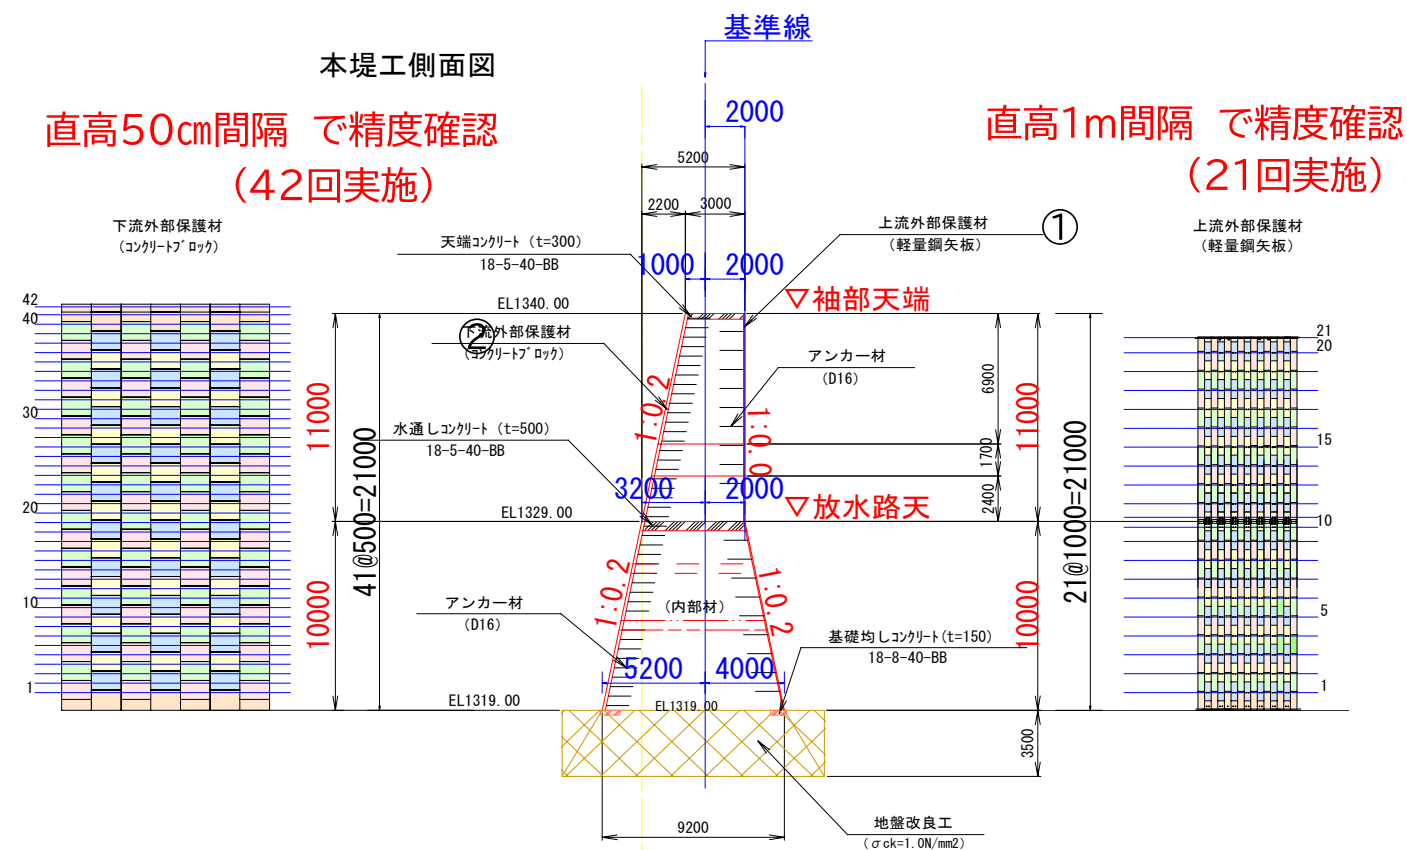 基準線
本堤工側面図
直高50㎝間隔 で精度確認
(42回実施)
直高1m間隔 で精度確認
(21回実施)
2000
5200
2200
3000
下流外部保護材
(コンクリートブロック)
天端コンクリート (t=300)
18-5-40-BB
上流外部保護材
(軽量鋼矢板)
①
上流外部保護材
(軽量鋼矢板)
1000
2000
EL1340.00
▽袖部天端
②
下流外部保護材
(コンクリートブロック)
アンカー材
(D16)
42
40
30
20
10
1
11000
10000
41@500=21000
水通しコンクリート (t=500)
18-5-40-BB
1:0.2
1:0.0
6900
1700
2400
11000
10000
21@1000=21000
21
20
15
10
5
1
3200
2000
EL1329.00
▽放水路天
1:0.2
1:0.2
アンカー材
(D16)
(内部材)
基礎均しコンクリート(t=150)
18-8-40-BB
5200
4000
EL1319.00
EL1319.00
3500
9200
地盤改良工
(σck=1.0N/mm2)